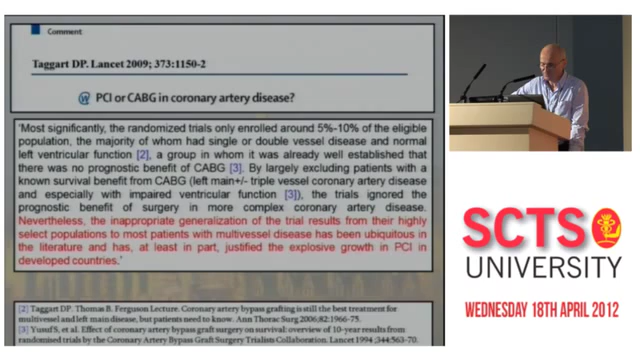 Comment
Taggart DP. Lancet 2009; 373:1150-2
PCI or CABG in coronary artery disease?
'Most significantly, the randomized trials only enrolled around 5%-10% of the eligible
population, the majority of whom had single or double vessel disease and normal
left ventricular function [2], a group in whom it was already well established that
there was no prognostic benefit of CABG [3]. By largely excluding patients with
a known survival benefit from CABG (left main+/- triple vessel coronary artery disease
and especially with impaired ventricular function [3]), the trials ignored the
prognostic benefit of surgery in more complex coronary artery disease.
Nevertheless, the inappropriate generalization of the trial results from their highly
select populations to most patients with multivessel disease has been ubiquitous in
the literature and has, at least in part, justified the explosive growth in PCI in
developed countries.'
[2] Taggart DP. Thomas B. Ferguson Lecture. Coronary artery bypass grafting is still the best treatment for
multivessel and left main disease, but patients need to know. Ann Thorac Surg 2006;82:1966-75.
[3] Yusuf S, et al. Effect of coronary artery bypass graft surgery on survival: overview of 10-year results from
randomised trials by the Coronary Artery Bypass Graft Surgery Trialists Collaboration. Lancet 1994 ;344:563-70.
SCTS
UNIVERSITY
WEDNESDAY 18TH APRIL 2012